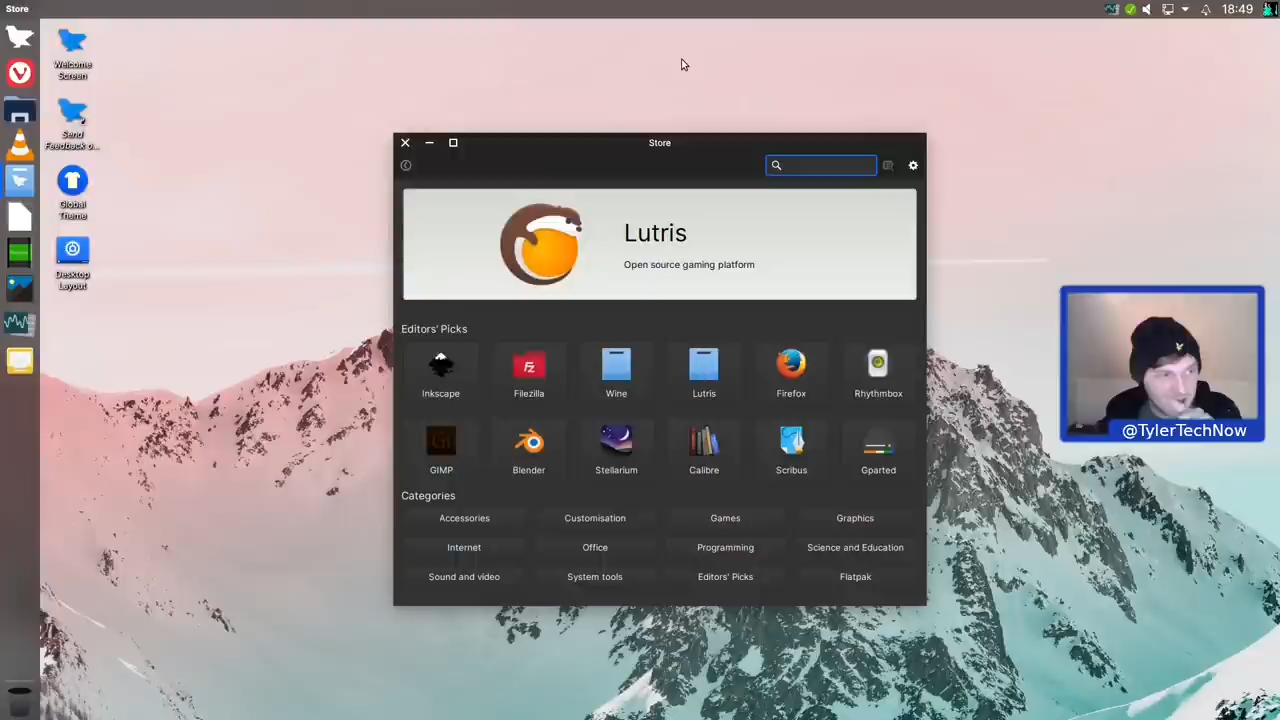 Store
18:49
Welcome
Screen
Send
Feedback o...
Global
Theme
Desktop
Layout
Store
Lutris
Open source gaming platform
Editors' Picks
Inkscape
Filezilla
Wine
Lutris
Firefox
Rhythmbox
GIMP
Blender
Stellarium
Calibre
Scribus
Gparted
Categories
Accessories
Customisation
Games
Graphics
Internet
Office
Programming
Science and Education
Sound and video
System tools
Editors' Picks
Flatpak
@TylerTechNow